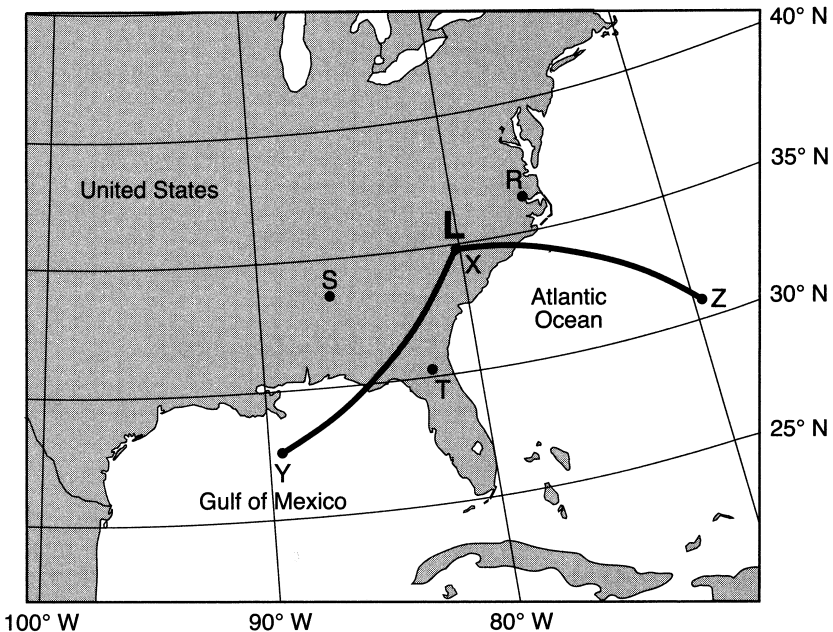 40° N
35° N
R
United States
L
X
S
Atlantic
Ocean
Z
30° N
T
25° N
Y
Gulf of Mexico
100° W
90° W
80° W